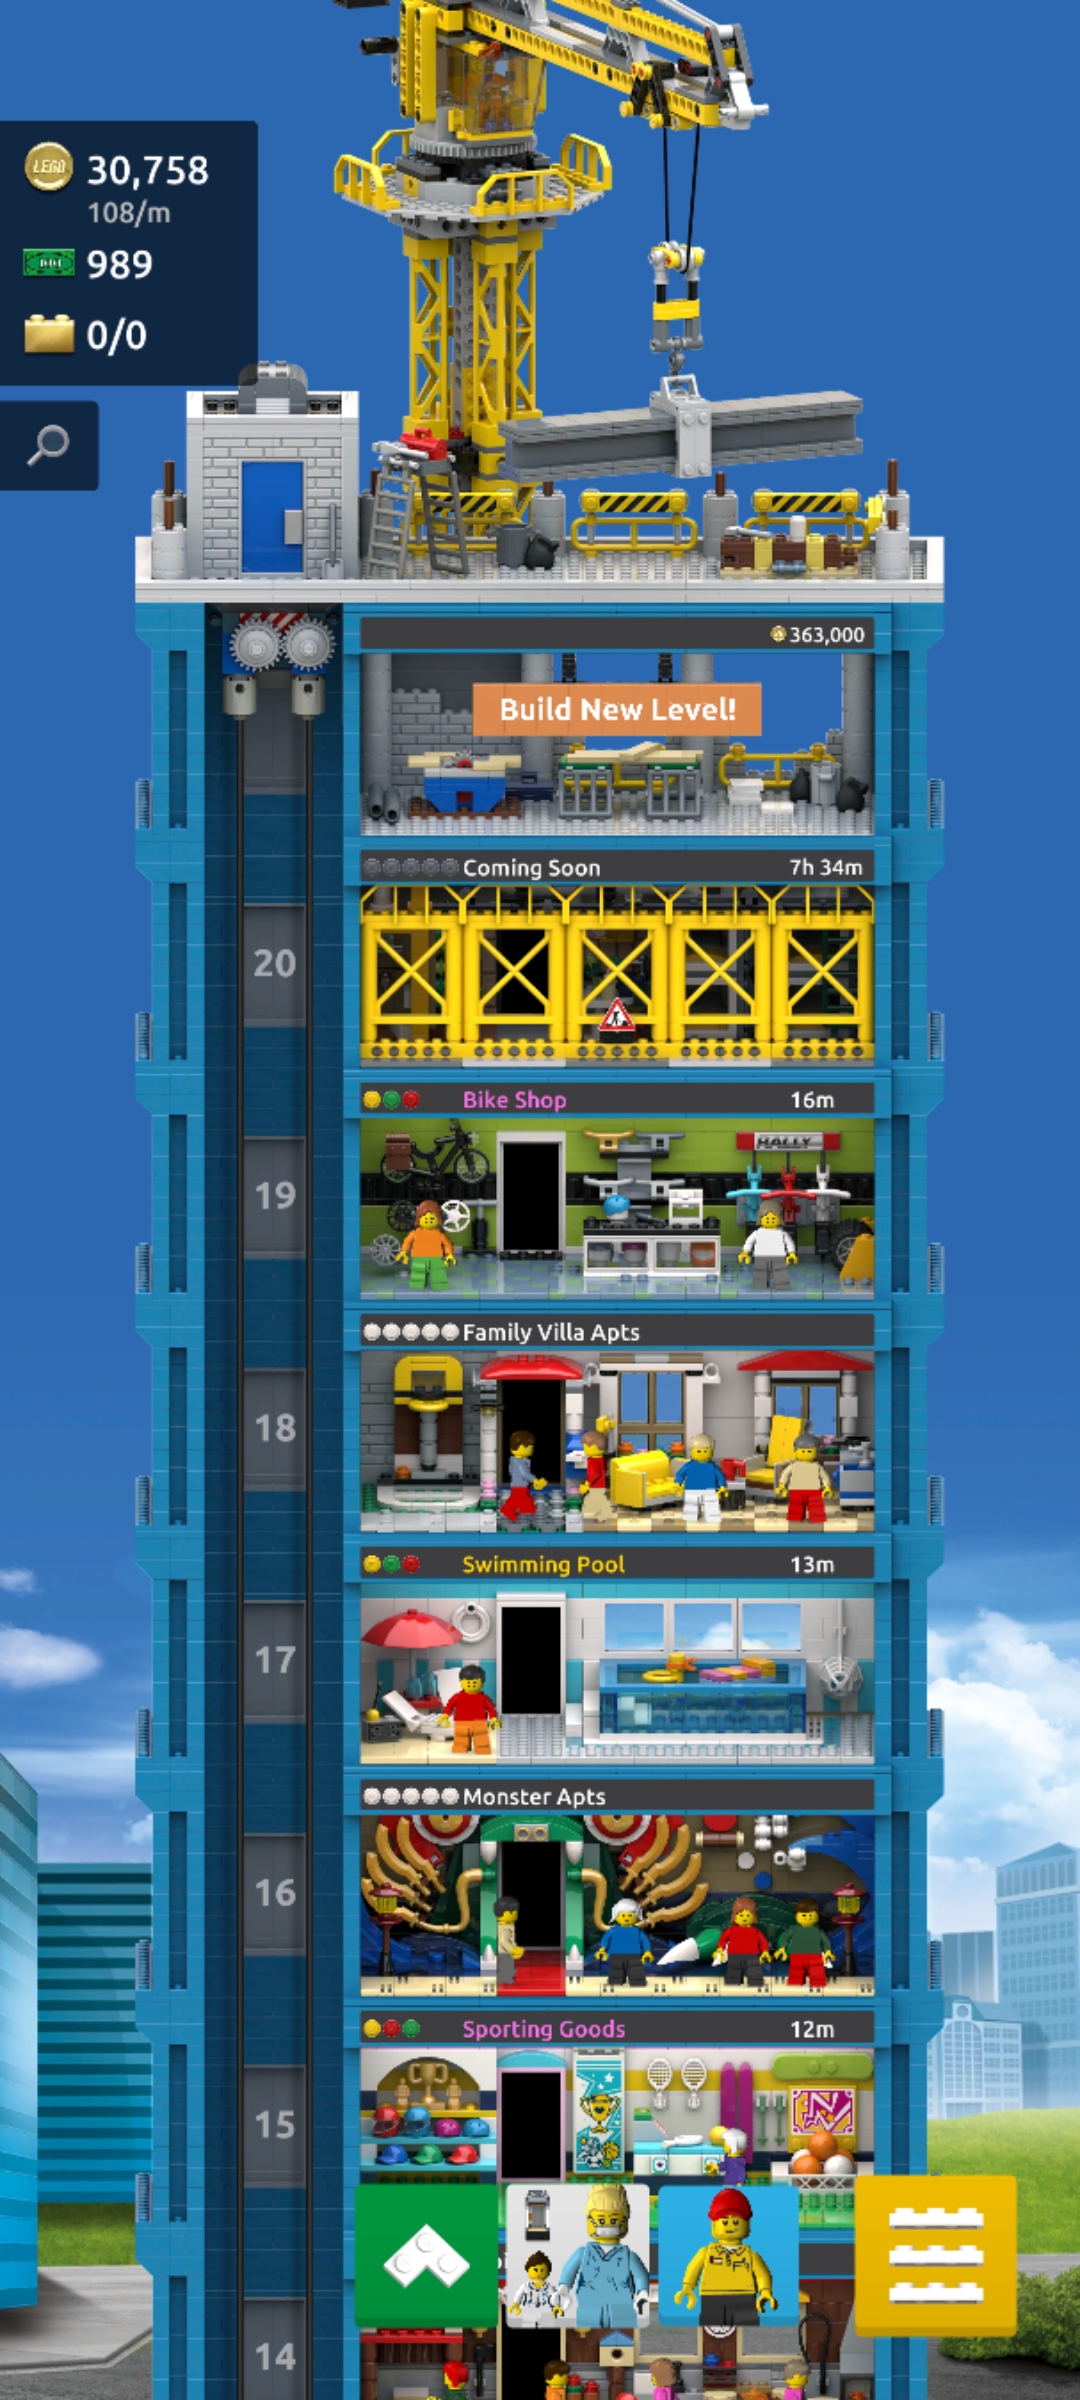 LEGO
30,758
108/m
989
0/0
363,000
Build New Level!
Coming Soon
7h 34m
20
Bike Shop
16m
RALLY
19
Family Villa Apts
18
Swimming Pool
13m
17
Monster Apts
16
Sporting Goods
12m
15
14